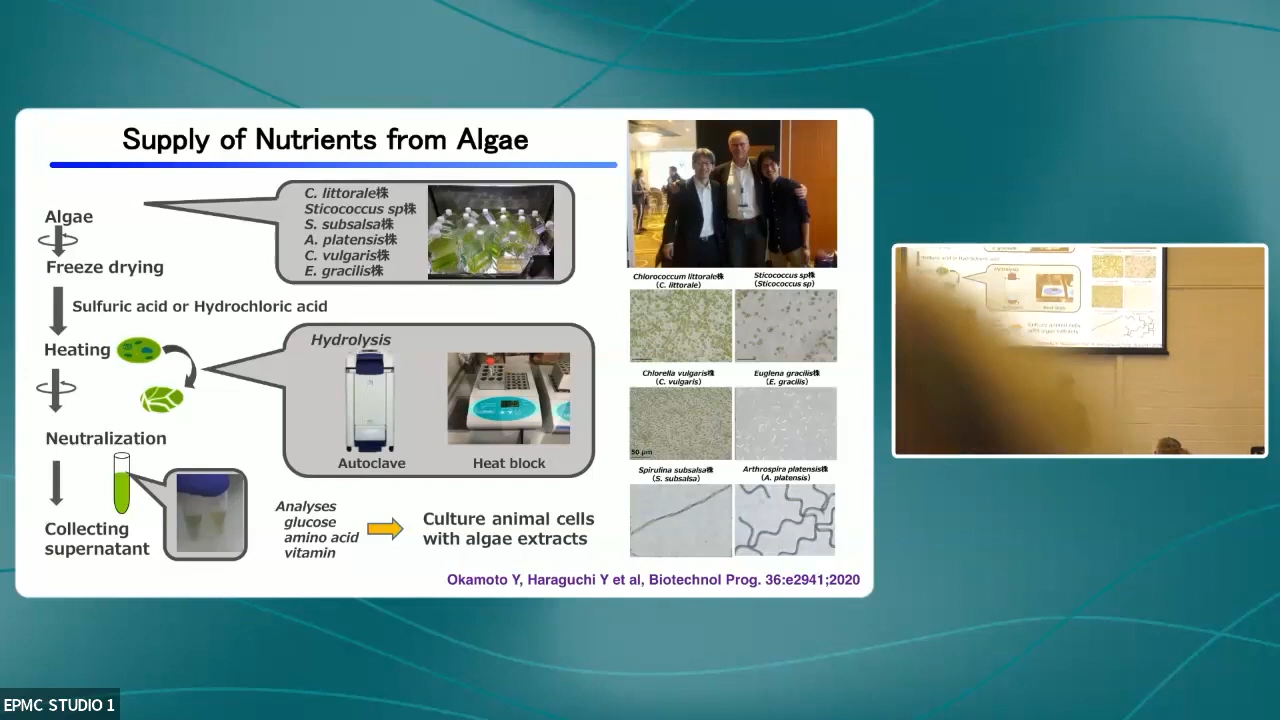 Supply of Nutrients from Algae
Algae
Freeze drying
Sulfuric acid or Hydrochloric acid
Heating
Neutralization
Collecting
supernatant
C. littorale株
Sticococcus sp株
S. subsalsa株
A. platensis株
C. vulgaris株
E. gracilis株
Hydrolysis
Autoclave
Heat block
Analyses
glucose
amino acid
vitamin
Culture animal cells
with algae extracts
Chlorococcum littorale株
(C. littorale)
Sticococcus sp株
(Sticococcus sp)
Chlorella vulgaris株
(C. vulgaris)
Euglena gracilis株
(E. gracilis)
50 μm
Spirulina subsalsa株
(S. subsalsa)
Arthrospira platensis株
(A. platensis)
Okamoto Y, Haraguchi Y et al, Biotechnol Prog. 36:e2941;2020
Culture animal cells
with algae extracts
EPMC STUDIO 1